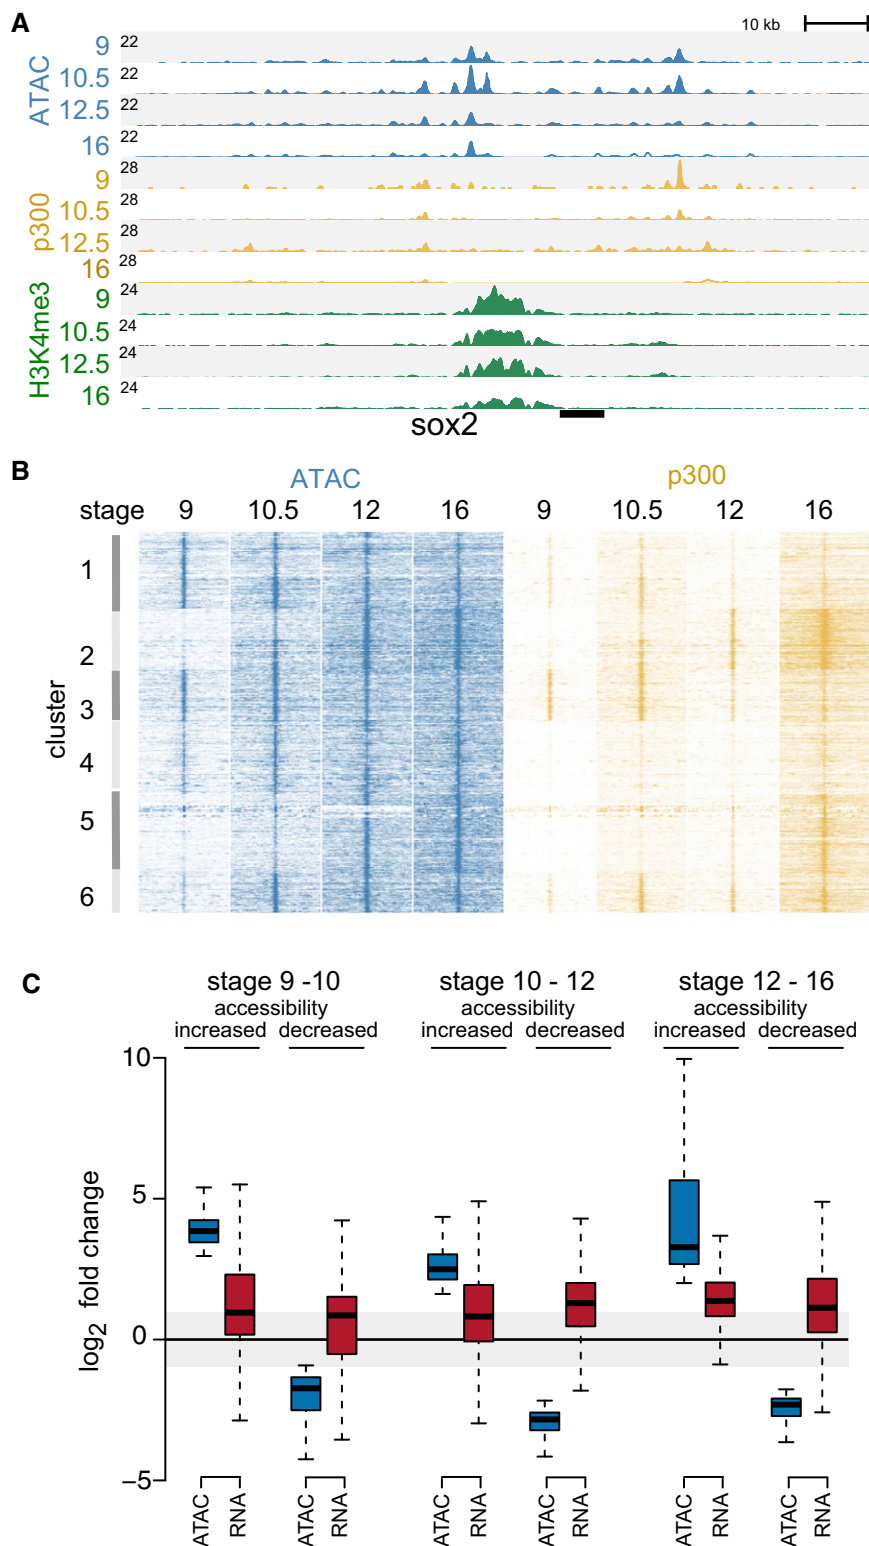 A
10 kb
ATAC
9 22
10.5 22
12.5 22
16 22
p300
9 28
10.5 28
12.5 28
16 28
H3K4me3
9 24
10.5 24
12.5 24
16 24
sox2
B
ATAC p300
stage 9 10.5 12 16 9 10.5 12 16
cluster
1
2
3
4
5
6
C
stage 9 -10 stage 10 - 12 stage 12 - 16
accessibility accessibility accessibility
increased decreased increased decreased increased decreased
log2 fold change
10
5
0
−5
ATAC RNA ATAC RNA ATAC RNA ATAC RNA ATAC RNA ATAC RNA